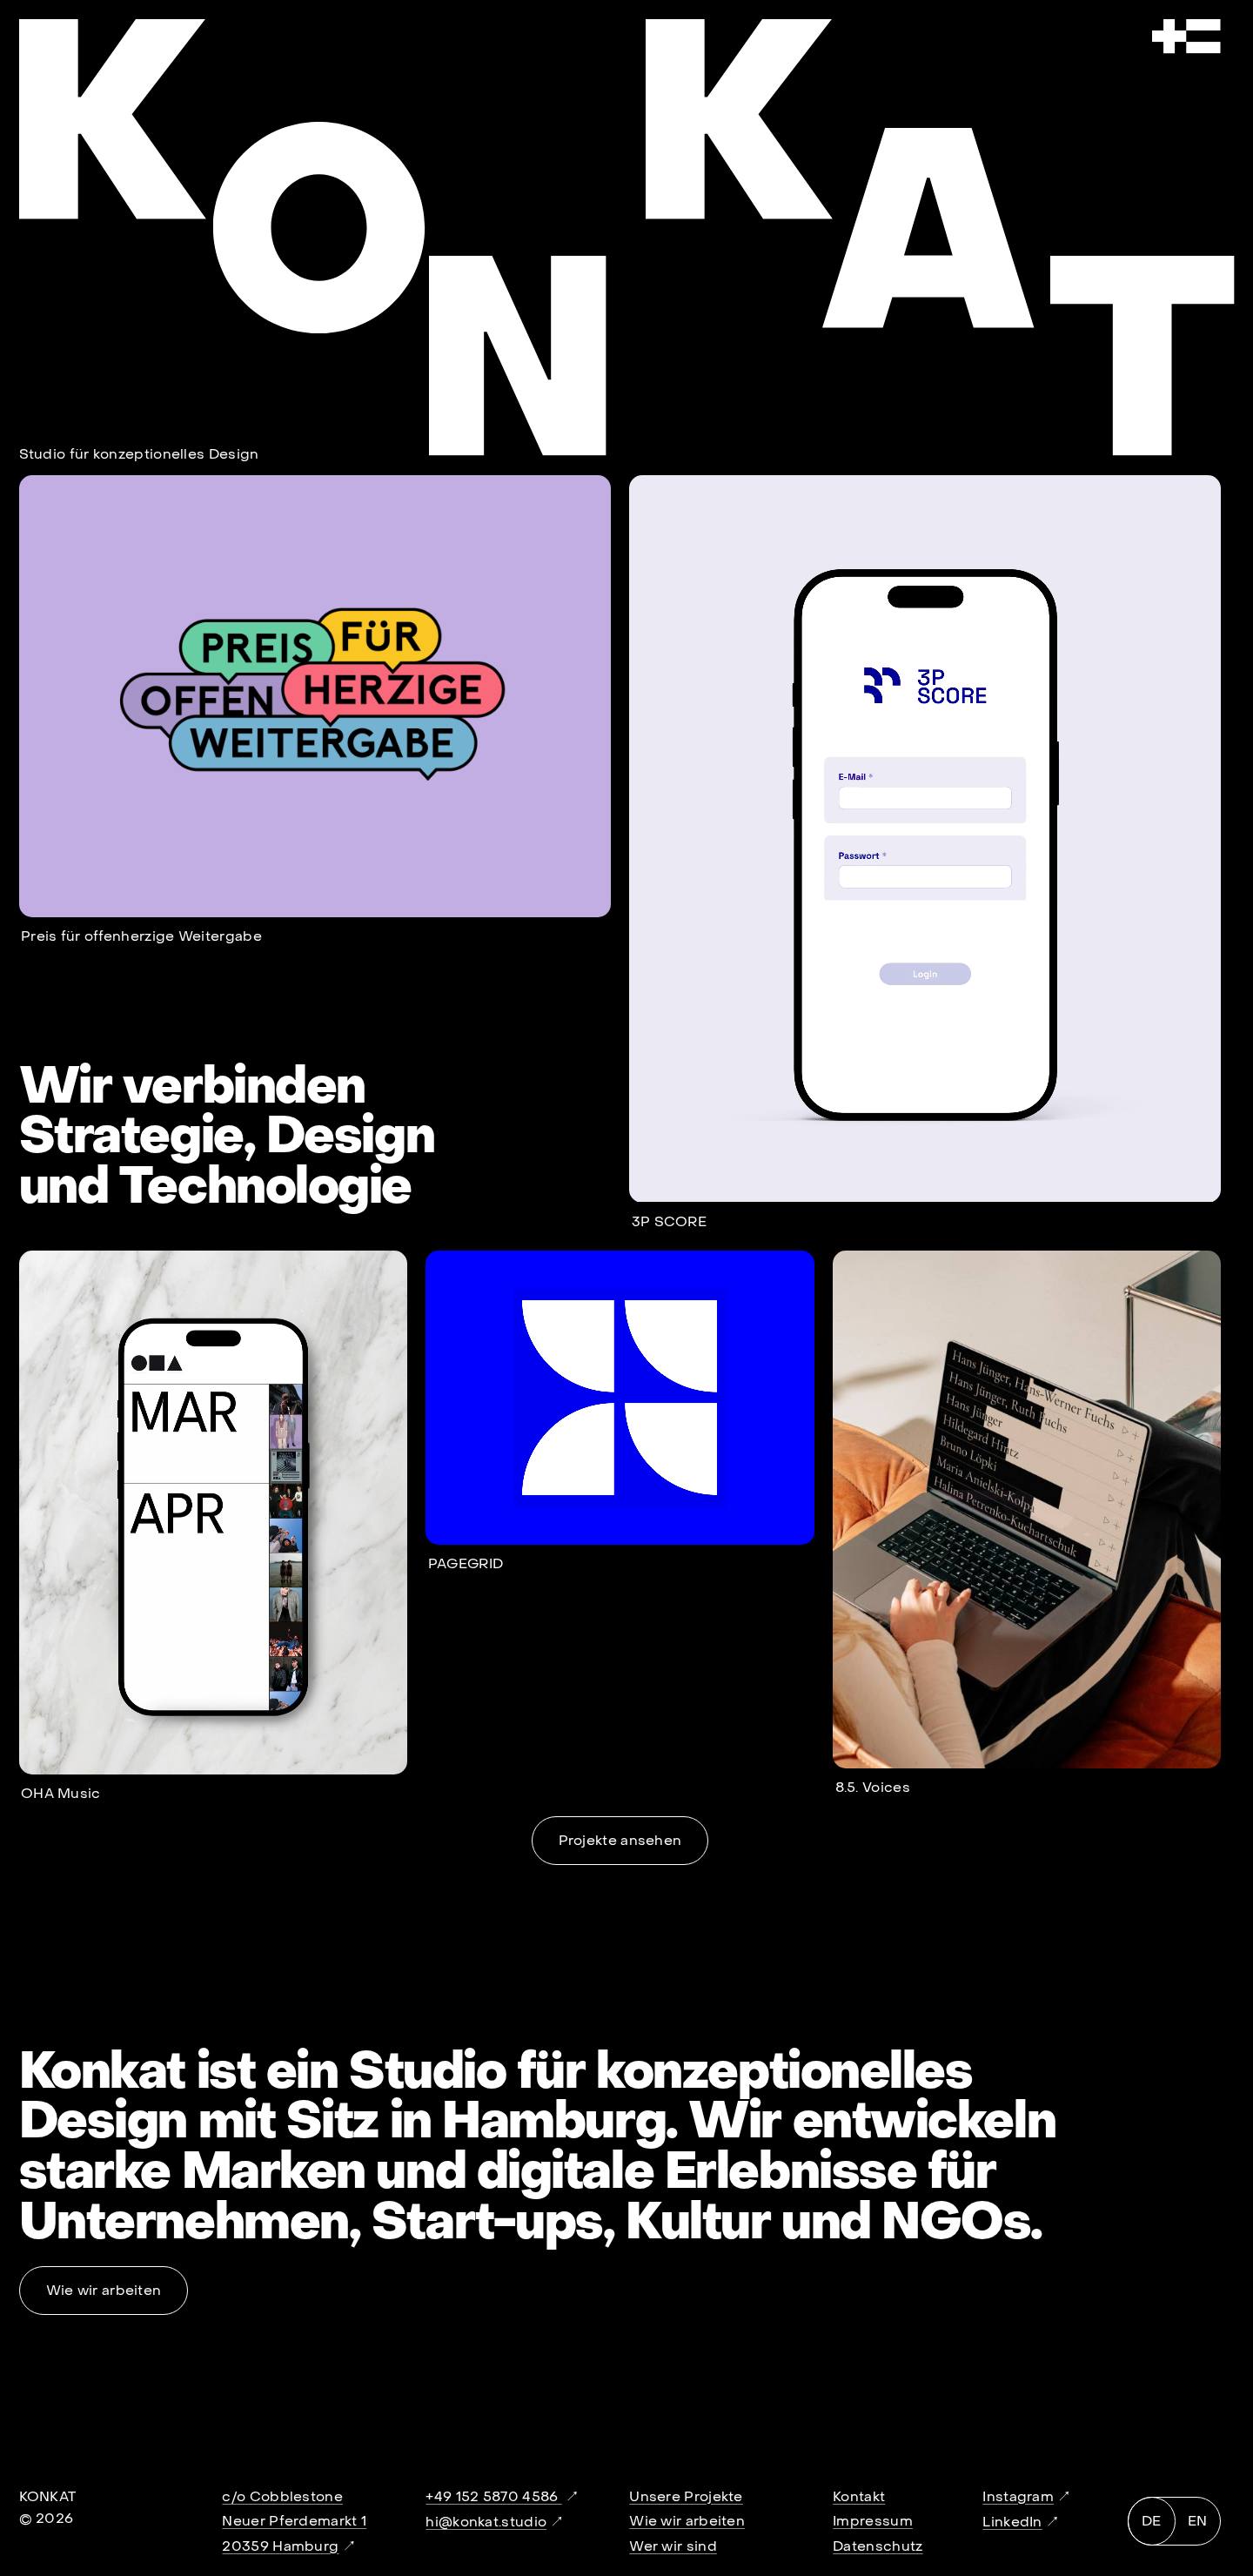 KONKAT
Studio für konzeptionelles Design
PREIS
FÜR
OFFEN
HERZIGE
WEITERGABE
Preis für offenherzige Weitergabe
3P
SCORE
E-Mail *
Passwort *
Login
3P SCORE
Wir verbinden
Strategie, Design
und Technologie
OHA
MAR
APR
OHA Music
PAGEGRID
Hans Jünger, Hans-Werner Fuchs
Hans Jünger, Ruth Fuchs
Hans Jünger
Hildegard Hintz
Bruno Löpki
Maria Anielski-Kolpa
Halina Petrenko-Kuchartschuk
8.5. Voices
Projekte ansehen
Konkat ist ein Studio für konzeptionelles
Design mit Sitz in Hamburg. Wir entwickeln
starke Marken und digitale Erlebnisse für
Unternehmen, Start-ups, Kultur und NGOs.
Wie wir arbeiten
KONKAT
© 2026
c/o Cobblestone
Neuer Pferdemarkt 1
20359 Hamburg ↗
+49 152 5870 4586 ↗
hi@konkat.studio ↗
Unsere Projekte
Wie wir arbeiten
Wer wir sind
Kontakt
Impressum
Datenschutz
Instagram ↗
LinkedIn ↗
DE EN